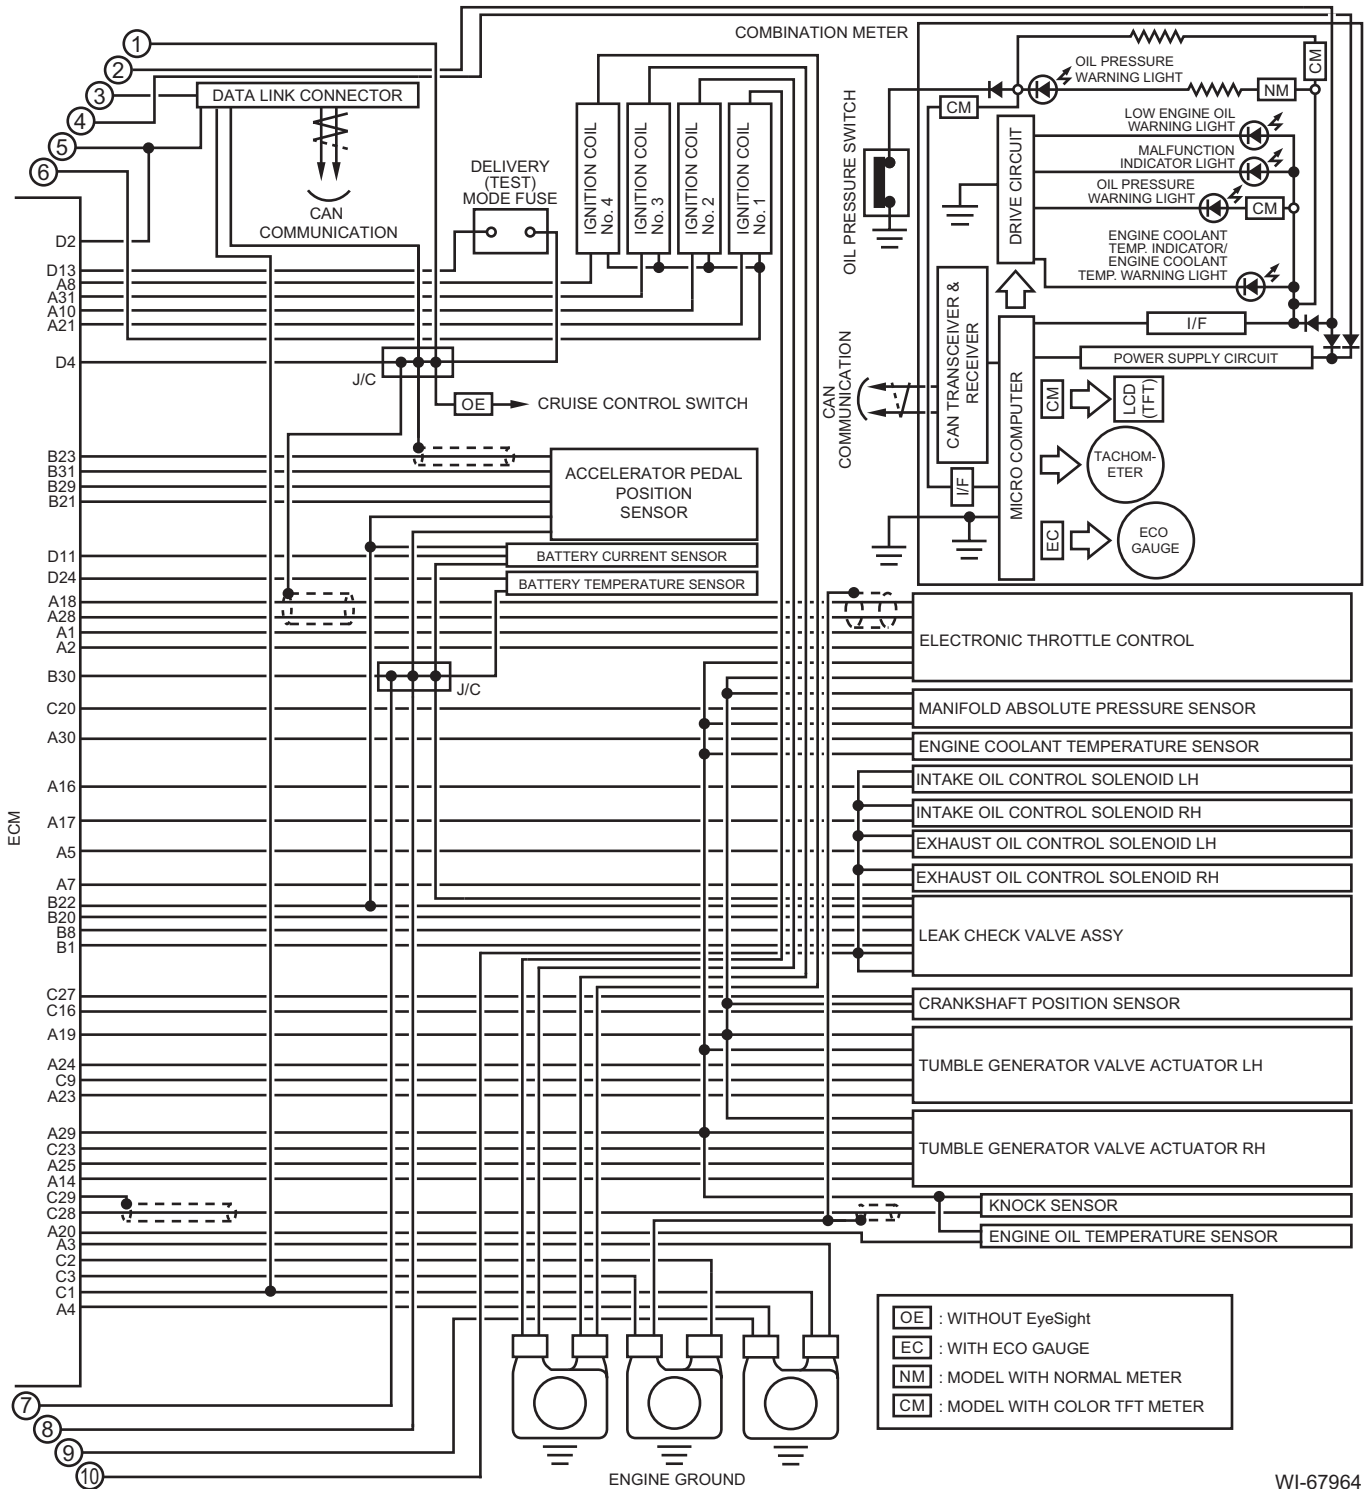 1
2
3
4
5
6
DATA LINK CONNECTOR
CAN
COMMUNICATION
DELIVERY
(TEST)
MODE FUSE
IGNITION COIL
No. 4
IGNITION COIL
No. 3
IGNITION COIL
No. 2
IGNITION COIL
No. 1
COMBINATION METER
OIL PRESSURE SWITCH
CM
OIL PRESSURE
WARNING LIGHT
CM
NM
DRIVE CIRCUIT
LOW ENGINE OIL
WARNING LIGHT
MALFUNCTION
INDICATOR LIGHT
OIL PRESSURE
WARNING LIGHT
CM
ENGINE COOLANT
TEMP. INDICATOR/
ENGINE COOLANT
TEMP. WARNING LIGHT
I/F
POWER SUPPLY CIRCUIT
CAN
COMMUNICATION
CAN TRANSCEIVER &
RECEIVER
MICRO COMPUTER
I/F
CM
LCD
(TFT)
TACHOM-
ETER
EC
ECO
GAUGE
ECM
D2
D13
A8
A31
A10
A21
D4
J/C
OE
CRUISE CONTROL SWITCH
B23
B31
B29
B21
ACCELERATOR PEDAL
POSITION
SENSOR
D11
BATTERY CURRENT SENSOR
D24
BATTERY TEMPERATURE SENSOR
A18
A28
A1
A2
ELECTRONIC THROTTLE CONTROL
B30
J/C
C20
MANIFOLD ABSOLUTE PRESSURE SENSOR
A30
ENGINE COOLANT TEMPERATURE SENSOR
A16
INTAKE OIL CONTROL SOLENOID LH
A17
INTAKE OIL CONTROL SOLENOID RH
A5
EXHAUST OIL CONTROL SOLENOID LH
A7
EXHAUST OIL CONTROL SOLENOID RH
B22
B20
B8
B1
LEAK CHECK VALVE ASSY
C27
C16
CRANKSHAFT POSITION SENSOR
A19
A24
C9
A23
TUMBLE GENERATOR VALVE ACTUATOR LH
A29
C23
A25
A14
TUMBLE GENERATOR VALVE ACTUATOR RH
C29
C28
KNOCK SENSOR
A20
ENGINE OIL TEMPERATURE SENSOR
A3
C2
C3
C1
A4
OE : WITHOUT EyeSight
EC : WITH ECO GAUGE
NM : MODEL WITH NORMAL METER
CM : MODEL WITH COLOR TFT METER
7
8
9
10
ENGINE GROUND
WI-67964